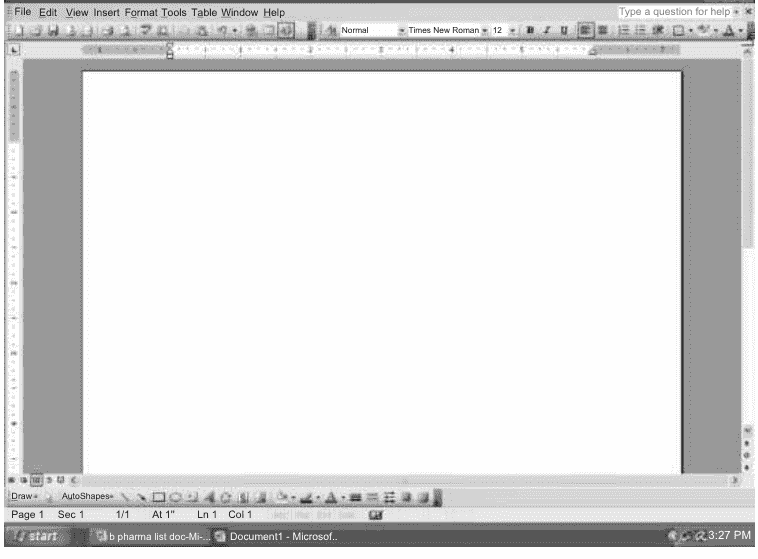 File Edit View Insert Format Tools Table Window Help Type a question for help
Normal Times New Roman 12 B I U A
Draw AutoShapes A
Page 1 Sec 1 1/1 At 1" Ln 1 Col 1
start b pharma list doc-Mi-... Document1 - Microsof.. 3:27 PM